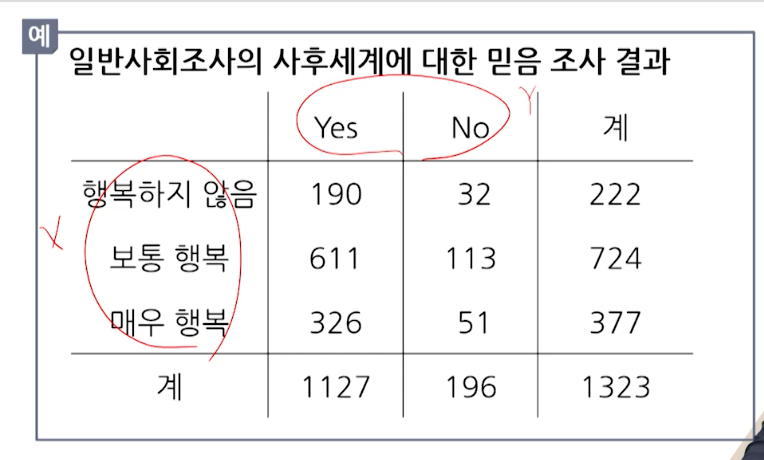 예
일반사회조사의 사후세계에 대한 믿음 조사 결과
Yes No Y 계
행복하지 않음 190 32 222
X 보통 행복 611 113 724
매우 행복 326 51 377
계 1127 196 1323